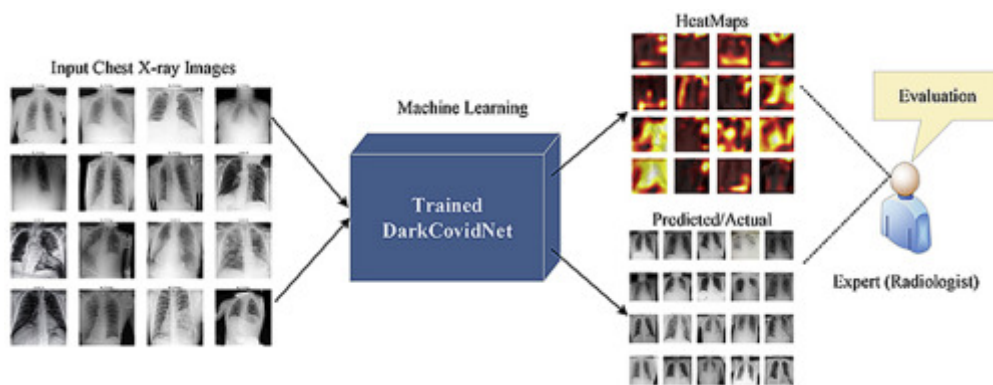 Input Chest X-ray Images
Machine Learning
Trained
DarkCovidNet
HeatMaps
Predicted/Actual
Evaluation
Expert (Radiologist)